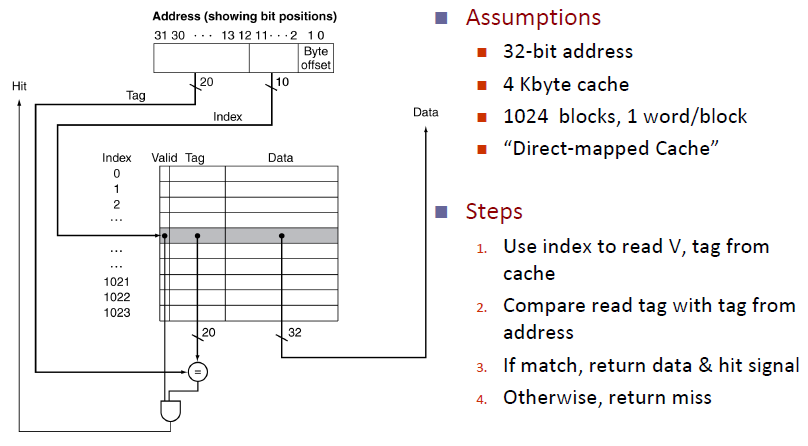 Address (showing bit positions)
31 30 · · · 13 12 11 · · · 2 1 0
Byte
offset
20
10
Hit
Tag
Index
Data
Index Valid Tag Data
0
1
2
...
...
...
1021
1022
1023
20
32
=
■ Assumptions
■ 32-bit address
■ 4 Kbyte cache
■ 1024 blocks, 1 word/block
■ “Direct-mapped Cache”
■ Steps
1. Use index to read V, tag from
cache
2. Compare read tag with tag from
address
3. If match, return data & hit signal
4. Otherwise, return miss